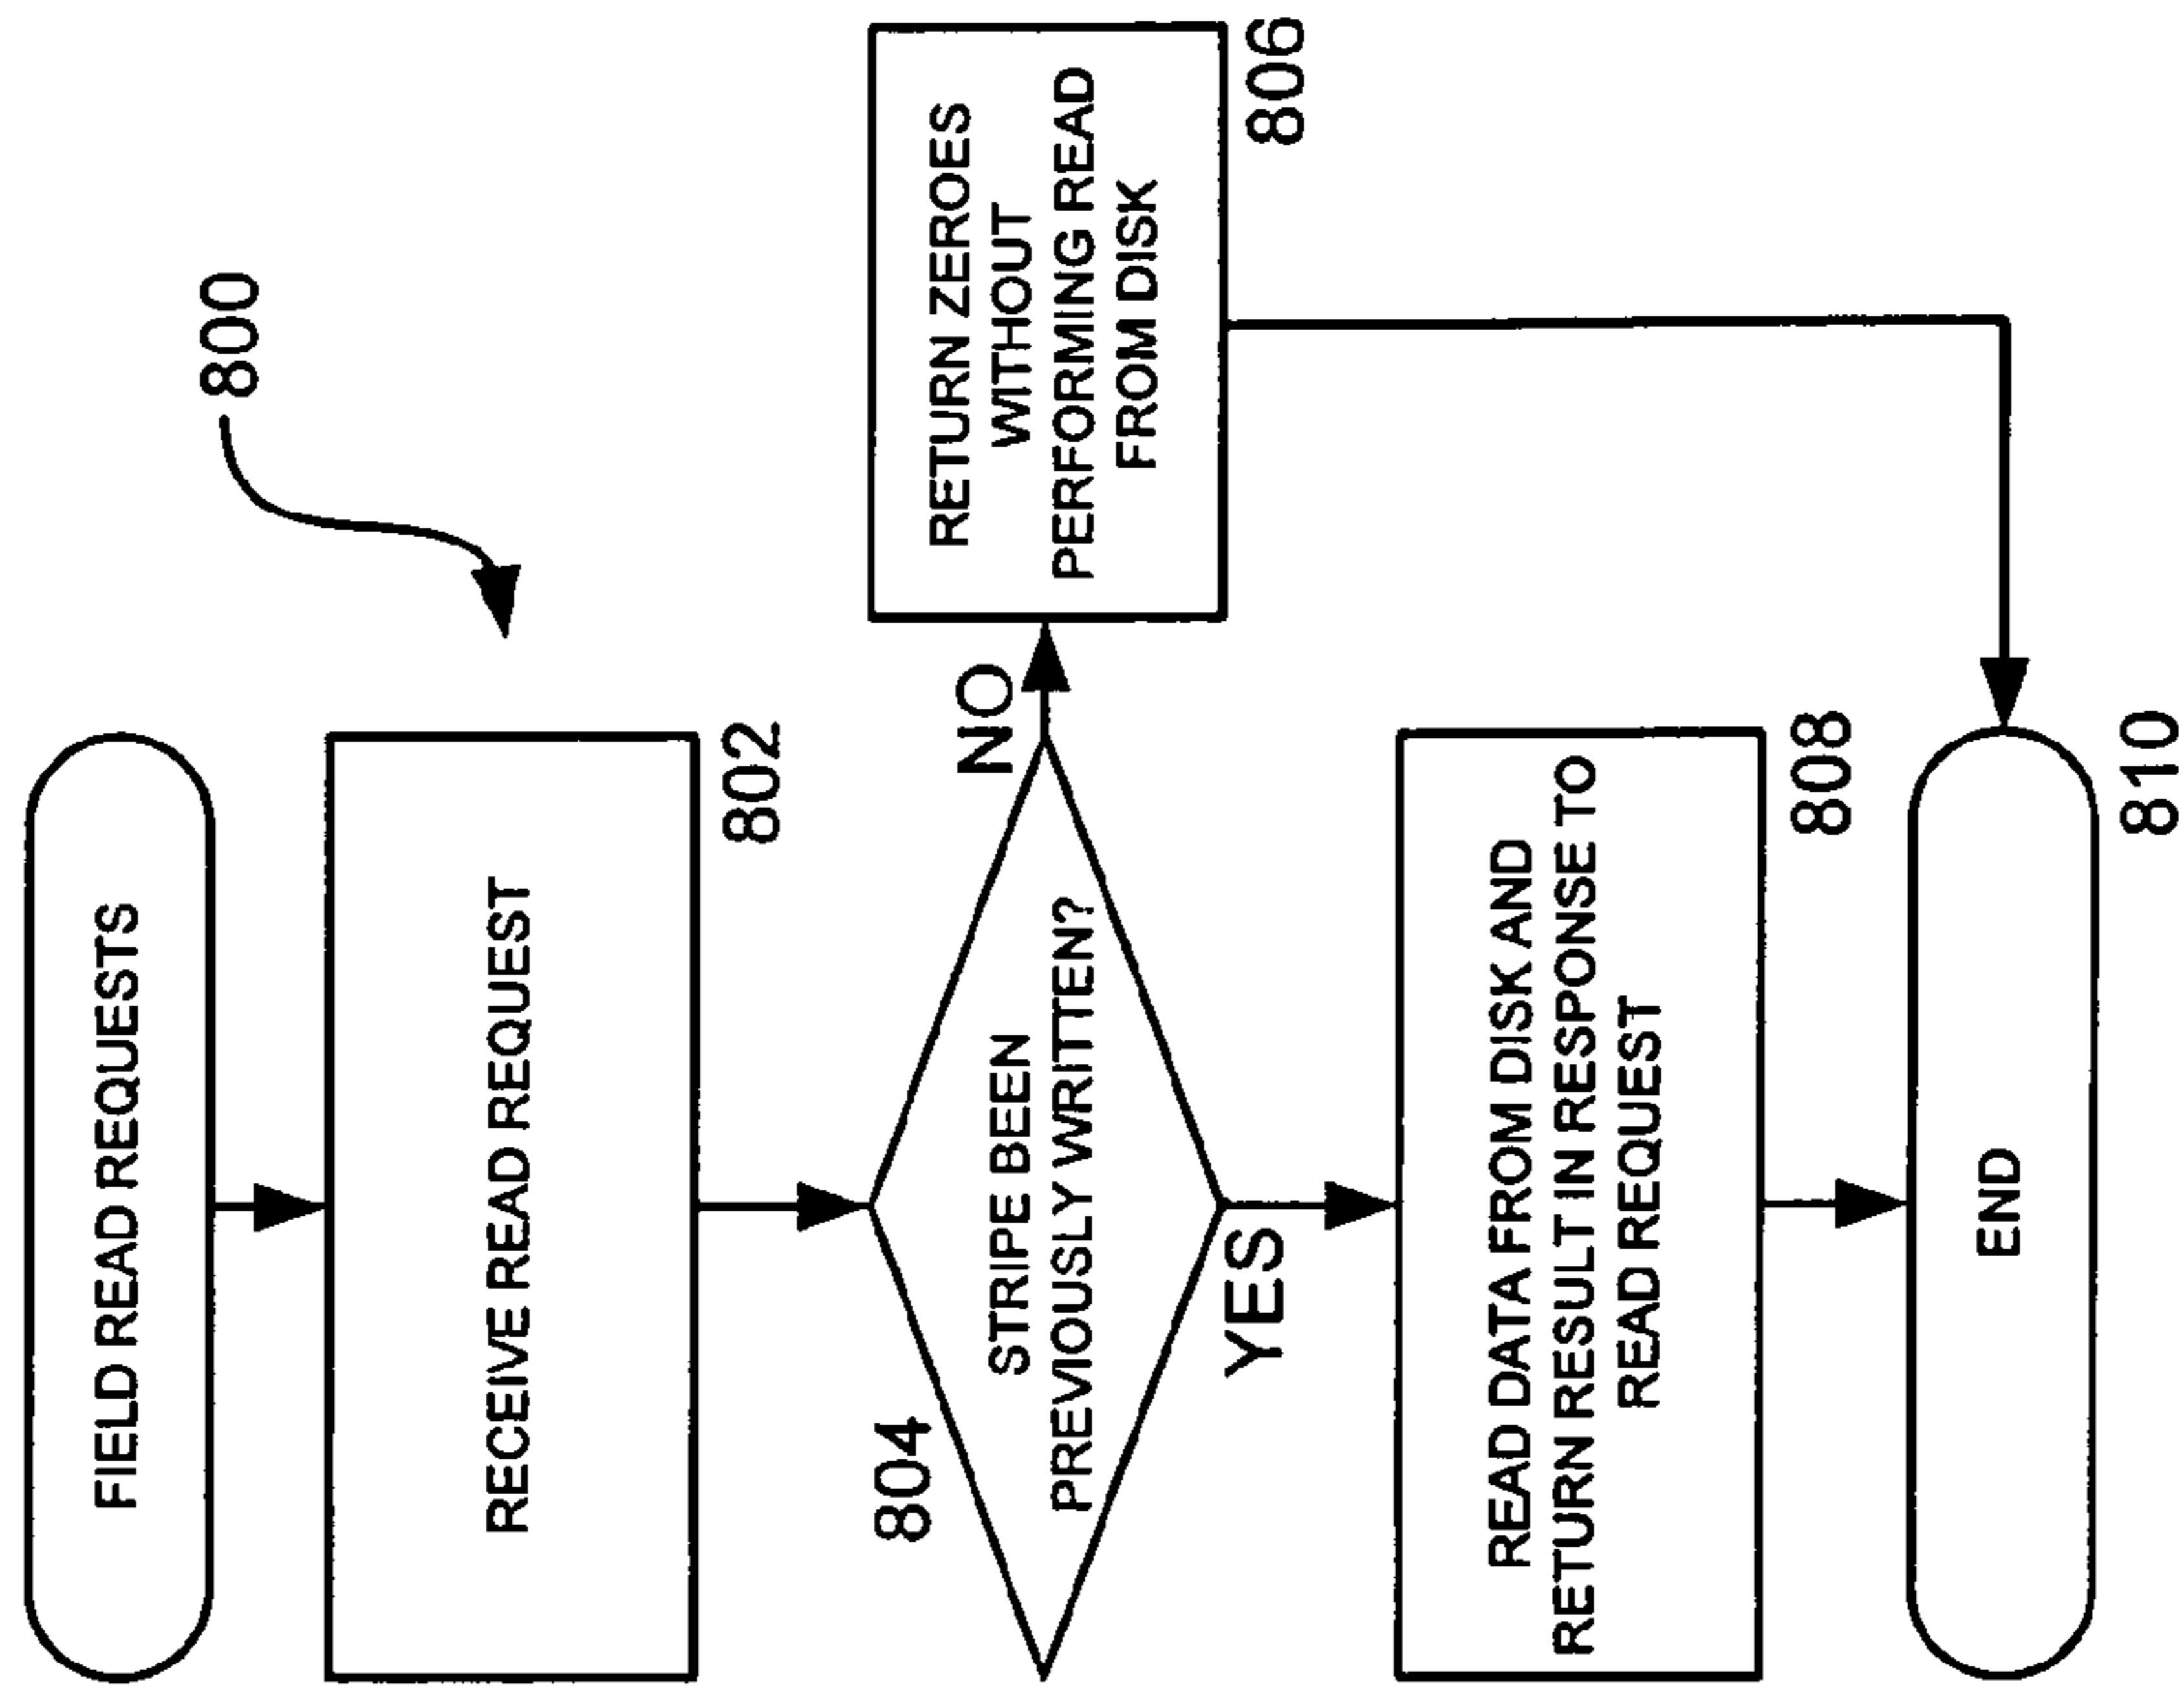 FIELD READ REQUESTS
800
RECEIVE READ REQUEST
802
804
STRIPE BEEN
PREVIOUSLY WRITTEN?
NO
RETURN ZEROES
WITHOUT
PERFORMING READ
FROM DISK
806
YES
READ DATA FROM DISK AND
RETURN RESULT IN RESPONSE TO
READ REQUEST
808
END
810